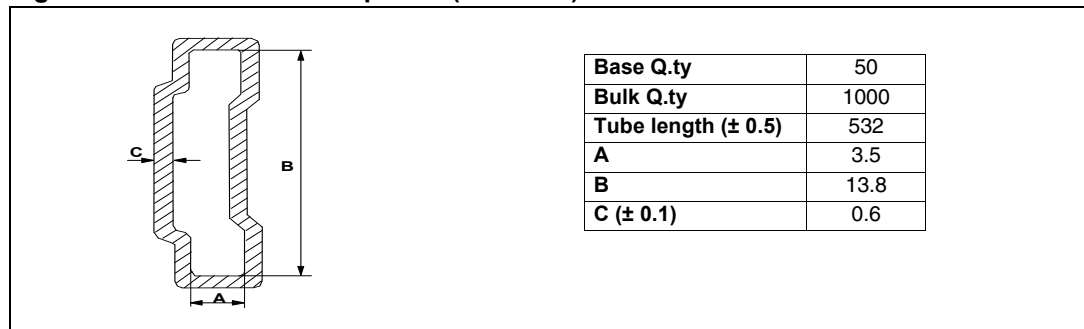 C
B
A
Base Q.ty 50
Bulk Q.ty 1000
Tube length (± 0.5) 532
A 3.5
B 13.8
C (± 0.1) 0.6